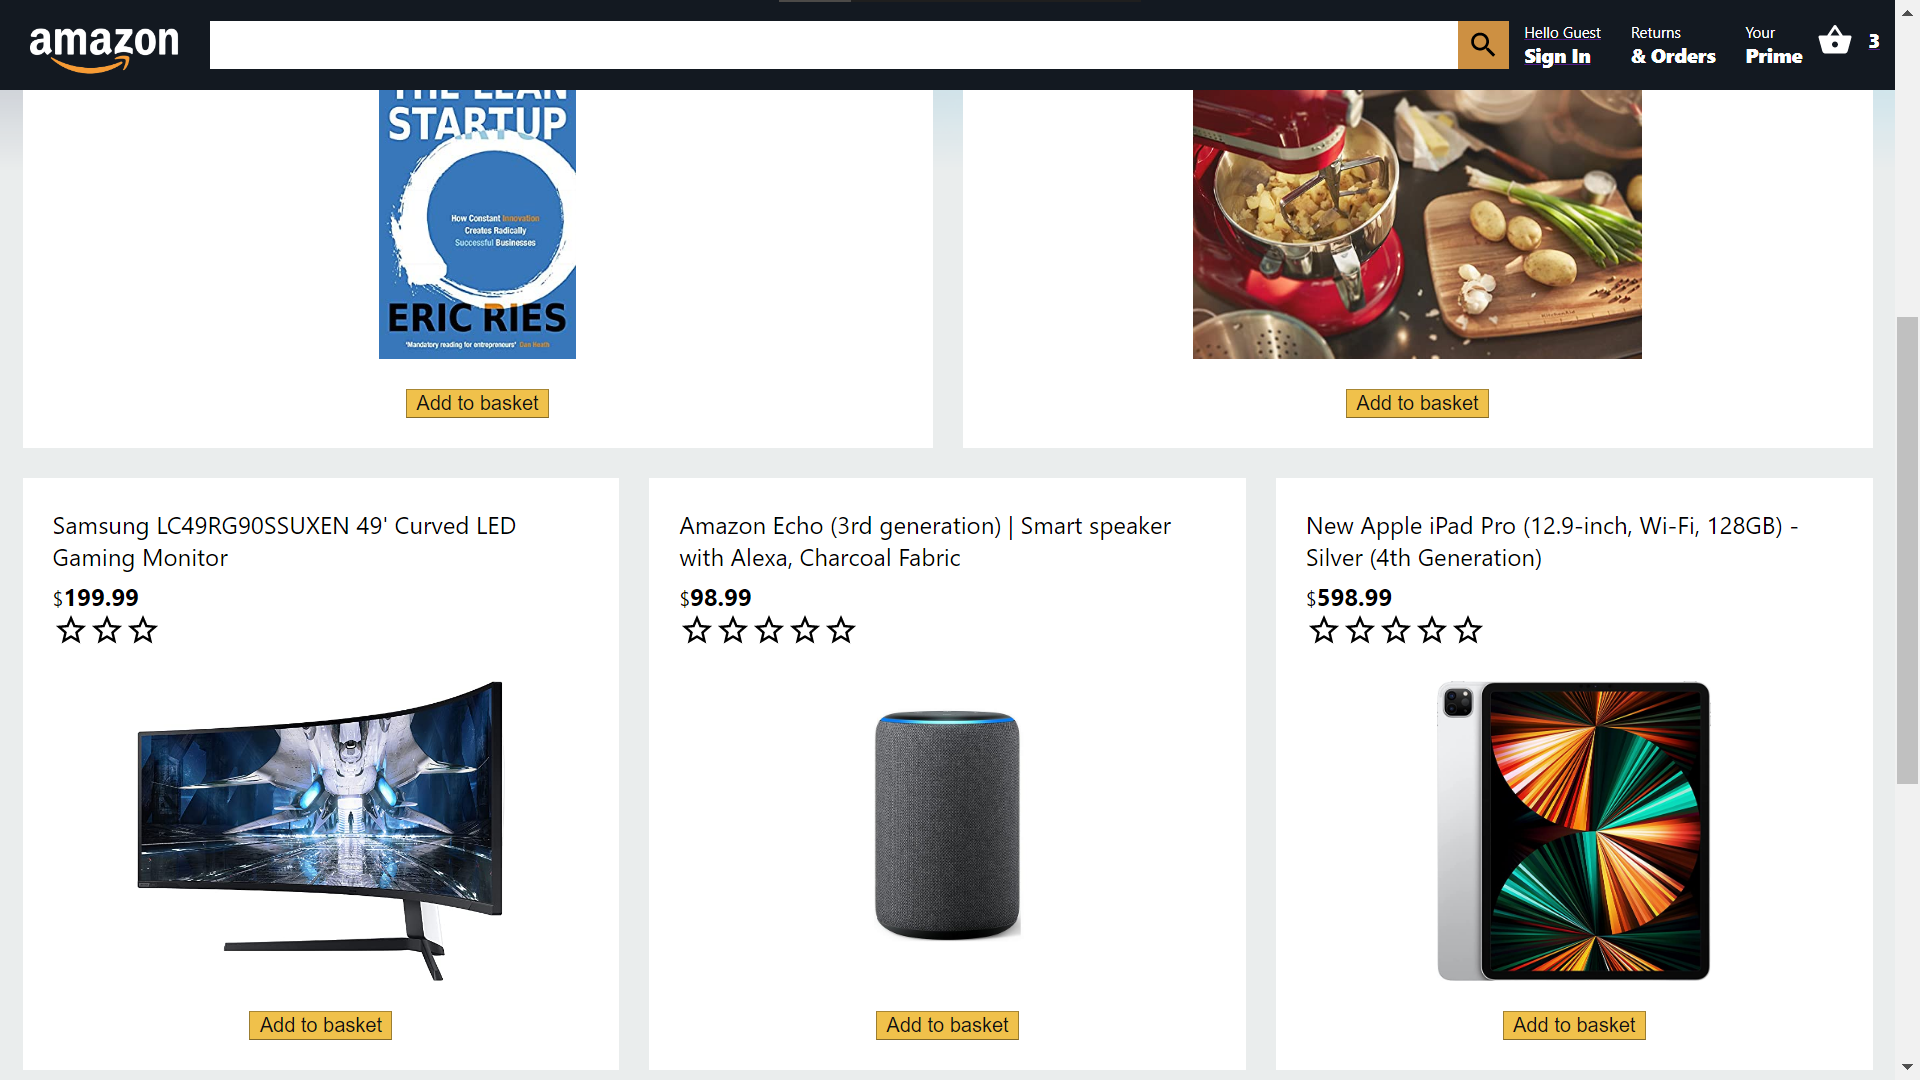 amazon
Hello Guest
Sign In
Returns
& Orders
Your
Prime
3
THE LEAN
STARTUP
How Constant Innovation
Creates Radically
Successful Businesses
ERIC RIES
'Mandatory reading for entrepreneurs' Dan Heath
KitchenAid
Add to basket
Add to basket
Samsung LC49RG90SSUXEN 49' Curved LED
Gaming Monitor
$199.99
Amazon Echo (3rd generation) | Smart speaker
with Alexa, Charcoal Fabric
$98.99
New Apple iPad Pro (12.9-inch, Wi-Fi, 128GB) -
Silver (4th Generation)
$598.99
Add to basket
Add to basket
Add to basket